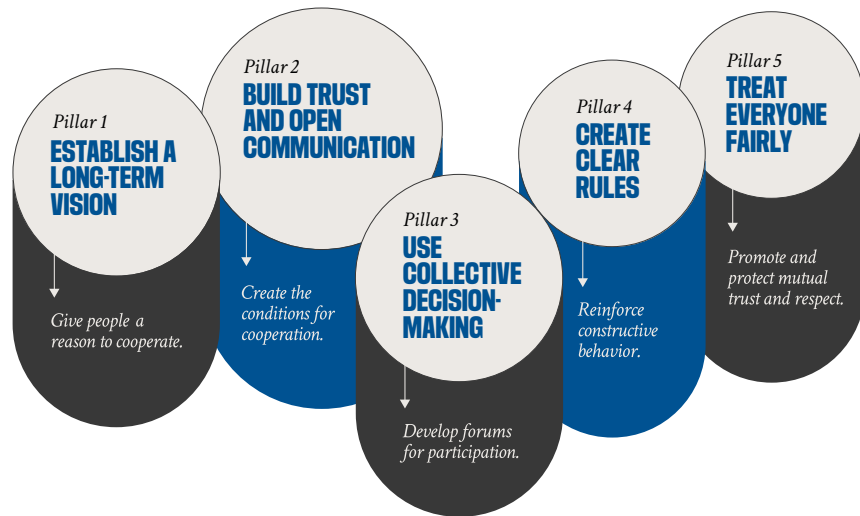 Pillar 1
ESTABLISH A
LONG-TERM
VISION
Give people a
reason to cooperate.
Pillar 2
BUILD TRUST
AND OPEN
COMMUNICATION
Create the
conditions for
cooperation.
Pillar 3
USE
COLLECTIVE
DECISION-
MAKING
Develop forums
for participation.
Pillar 4
CREATE
CLEAR
RULES
Reinforce
constructive
behavior.
Pillar 5
TREAT
EVERYONE
FAIRLY
Promote and
protect mutual
trust and respect.